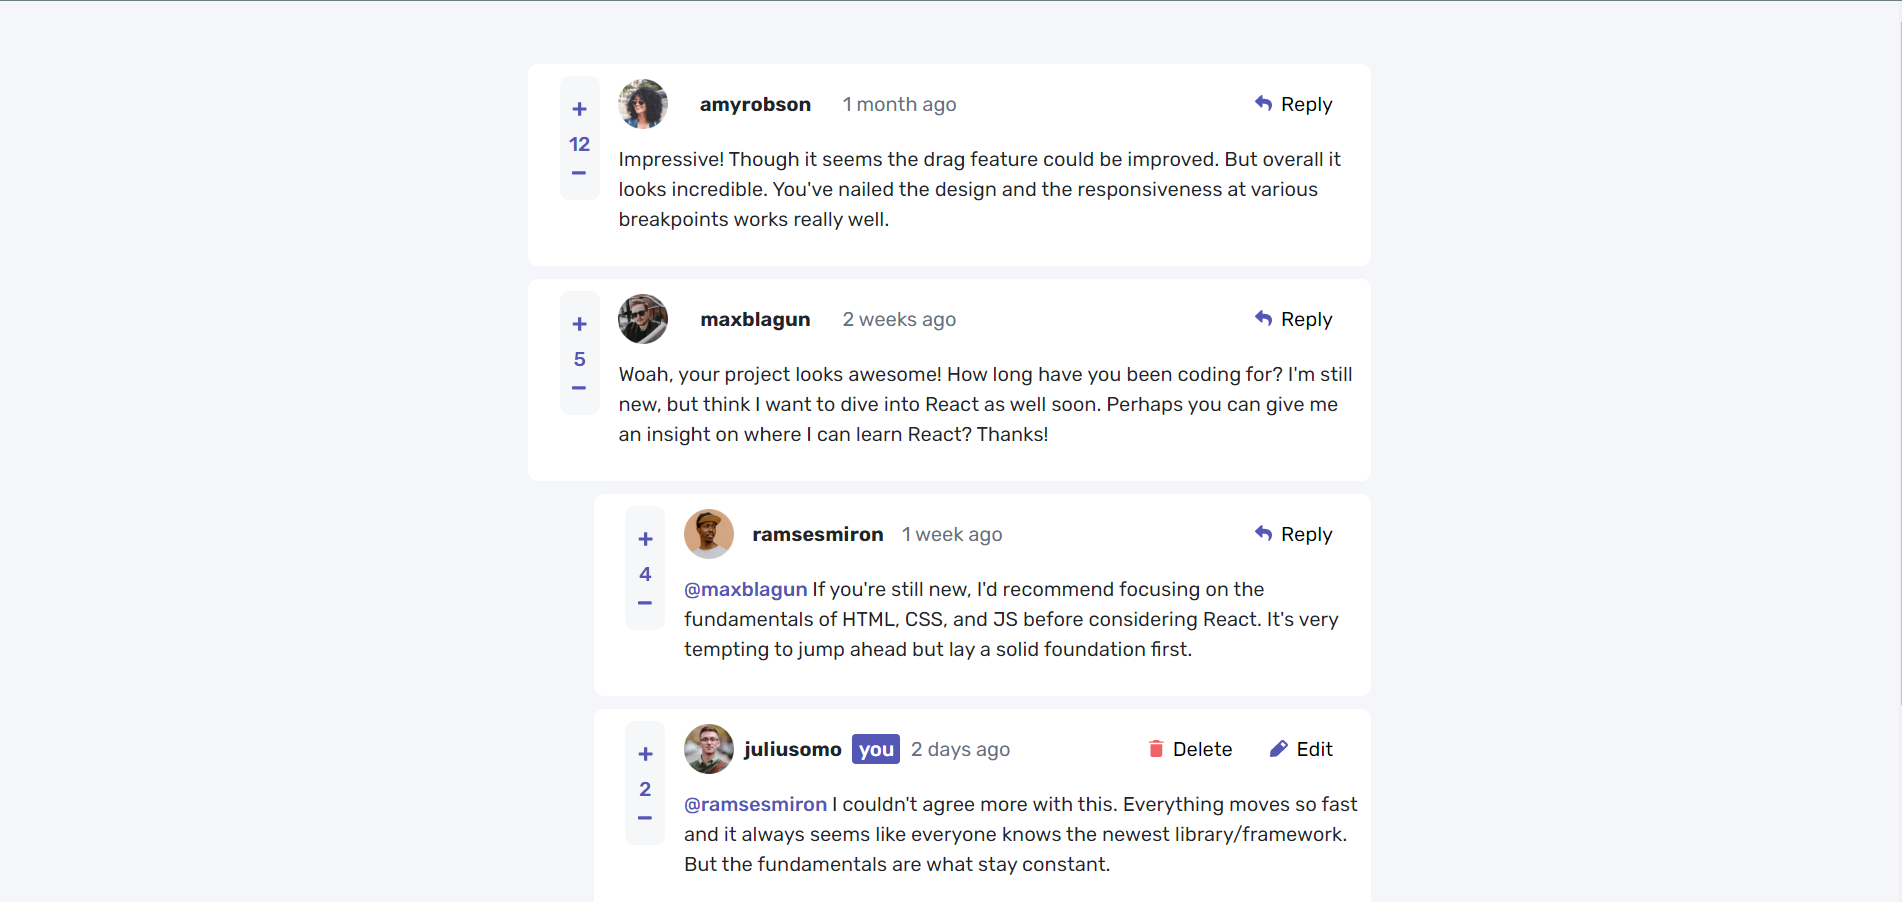 +
12
−
amyrobson 1 month ago Reply
Impressive! Though it seems the drag feature could be improved. But overall it
looks incredible. You've nailed the design and the responsiveness at various
breakpoints works really well.
+
5
−
maxblagun 2 weeks ago Reply
Woah, your project looks awesome! How long have you been coding for? I'm still
new, but think I want to dive into React as well soon. Perhaps you can give me
an insight on where I can learn React? Thanks!
+
4
−
ramsesmiron 1 week ago Reply
@maxblagun If you're still new, I'd recommend focusing on the
fundamentals of HTML, CSS, and JS before considering React. It's very
tempting to jump ahead but lay a solid foundation first.
+
2
−
juliusomo you 2 days ago Delete Edit
@ramsesmiron I couldn't agree more with this. Everything moves so fast
and it always seems like everyone knows the newest library/framework.
But the fundamentals are what stay constant.